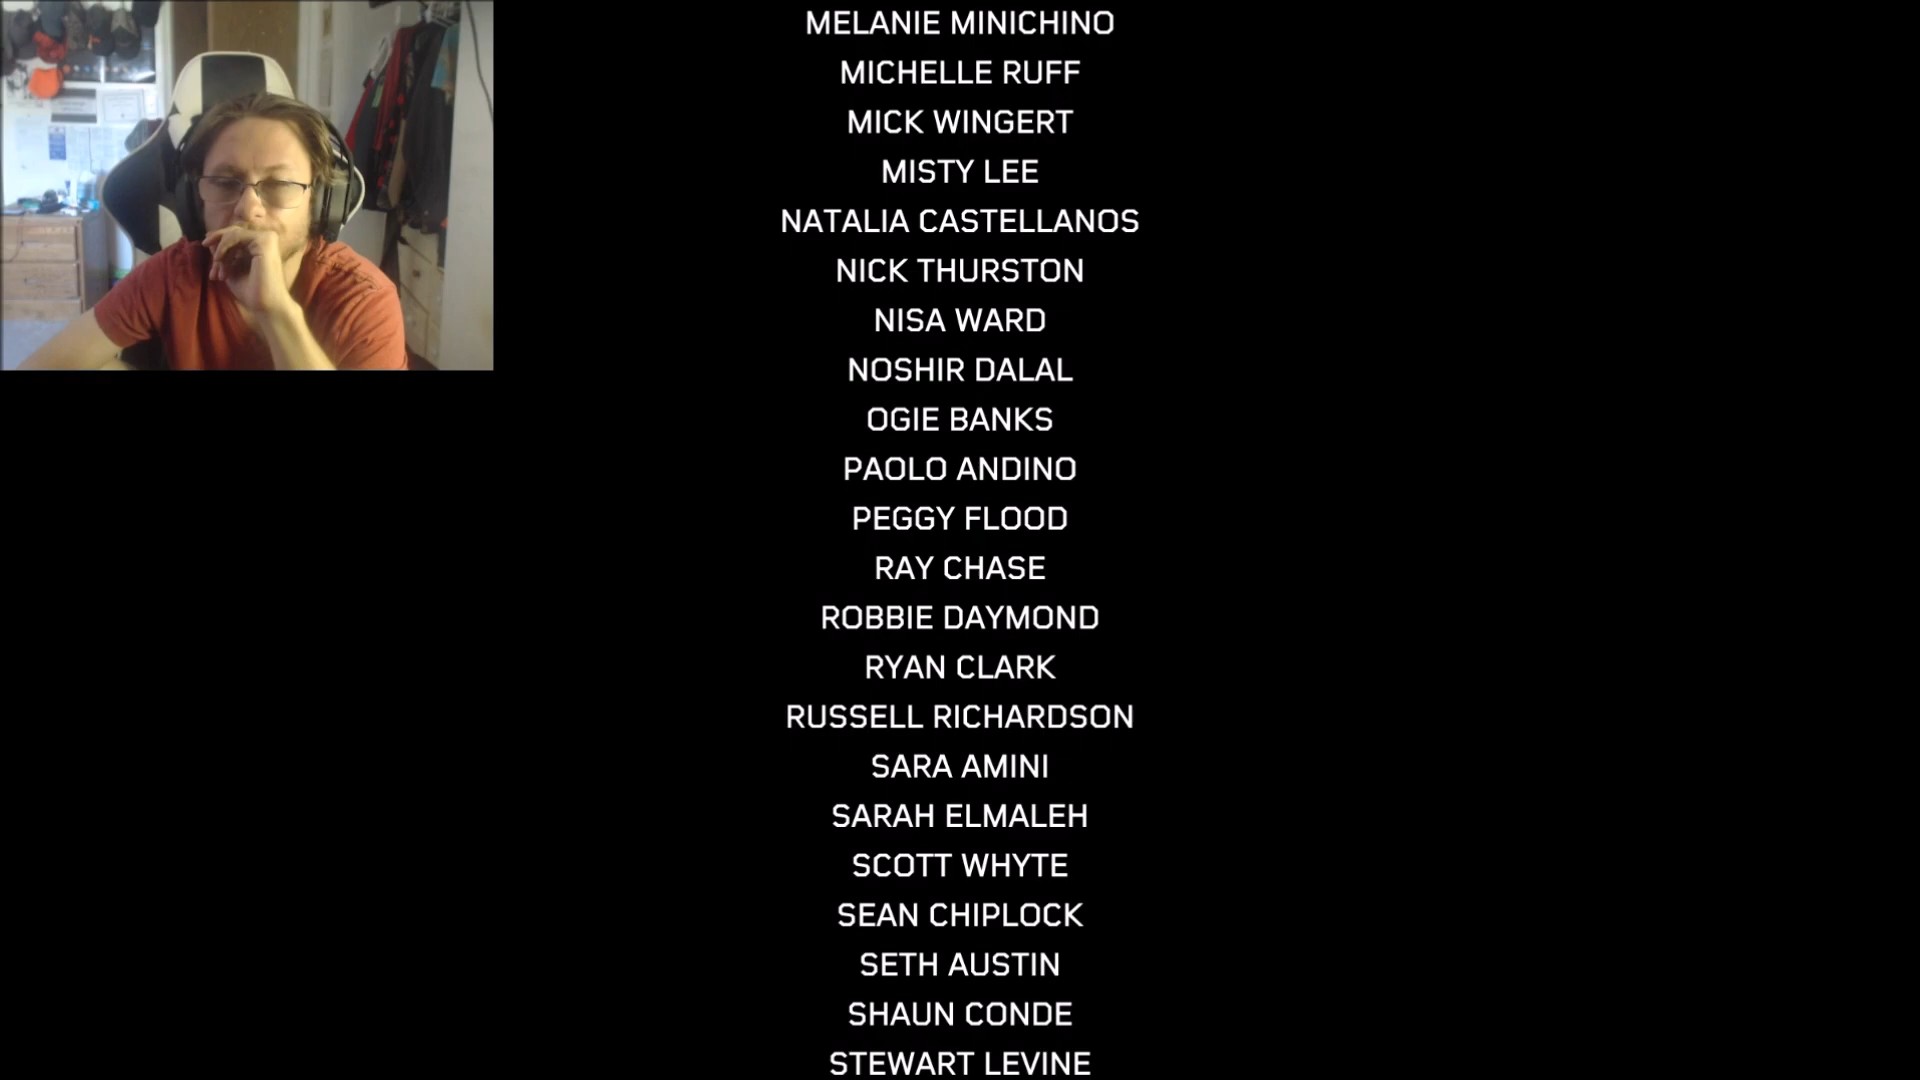 MELANIE MINICHINO
MICHELLE RUFF
MICK WINGERT
MISTY LEE
NATALIA CASTELLANOS
NICK THURSTON
NISA WARD
NOSHIR DALAL
OGIE BANKS
PAOLO ANDINO
PEGGY FLOOD
RAY CHASE
ROBBIE DAYMOND
RYAN CLARK
RUSSELL RICHARDSON
SARA AMINI
SARAH ELMALEH
SCOTT WHYTE
SEAN CHIPLOCK
SETH AUSTIN
SHAUN CONDE
STEWART LEVINE